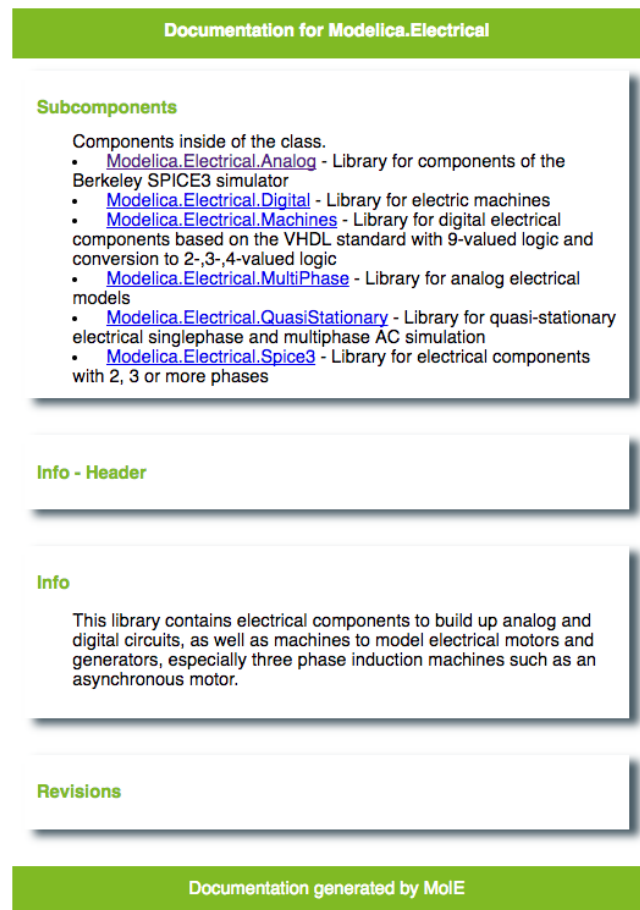 Documentation for Modelica.Electrical
Subcomponents
Components inside of the class.
• Modelica.Electrical.Analog - Library for components of the
Berkeley SPICE3 simulator
• Modelica.Electrical.Digital - Library for electric machines
• Modelica.Electrical.Machines - Library for digital electrical
components based on the VHDL standard with 9-valued logic and
conversion to 2-,3-,4-valued logic
• Modelica.Electrical.MultiPhase - Library for analog electrical
models
• Modelica.Electrical.QuasiStationary - Library for quasi-stationary
electrical singlephase and multiphase AC simulation
• Modelica.Electrical.Spice3 - Library for electrical components
with 2, 3 or more phases
Info - Header
Info
This library contains electrical components to build up analog and
digital circuits, as well as machines to model electrical motors and
generators, especially three phase induction machines such as an
asynchronous motor.
Revisions
Documentation generated by MoIE